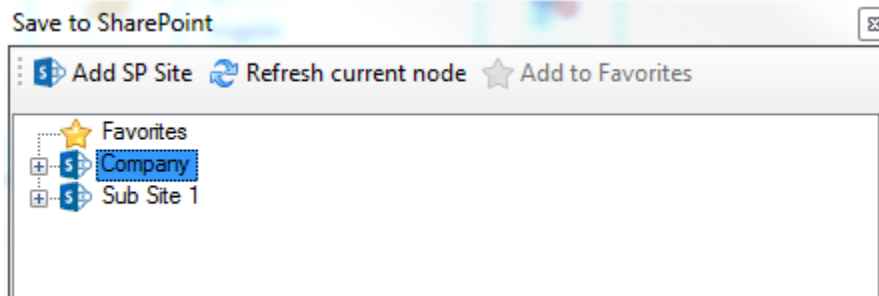 Save to SharePoint
Add SP Site Refresh current node Add to Favorites
Favorites
Company
Sub Site 1